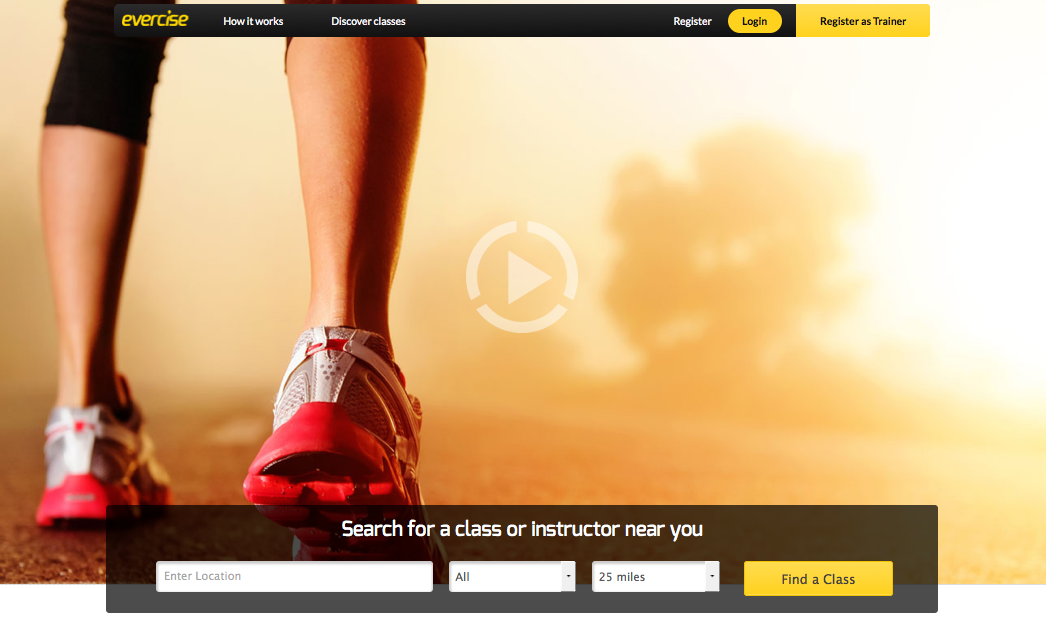 evercise How it works Discover classes Register Login Register as Trainer
Search for a class or instructor near you
Enter Location All 25 miles Find a Class